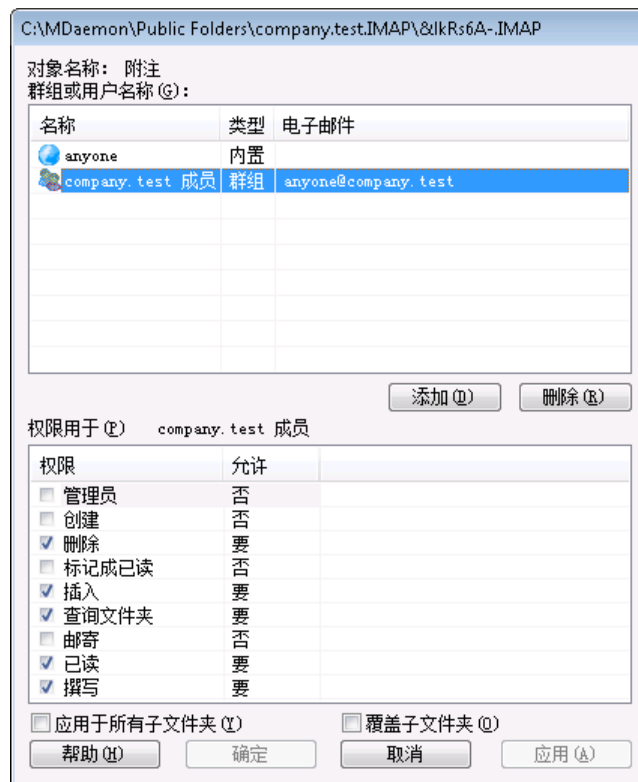 C:\MDaemon\Public Folders\company.test.IMAP\&lkRs6A-.IMAP
对象名称： 附注
群组或用户名称(G)：
名称 类型 电子邮件
anyone 内置
company.test 成员 群组 anyone@company.test
添加(D) 删除(R)
权限用于(P) company.test 成员
权限 允许
管理员 否
创建 否
删除 要
标记成已读 否
插入 要
查询文件夹 要
邮寄 否
已读 要
撰写 要
应用于所有子文件夹(Y) 覆盖子文件夹(O)
帮助(H) 确定 取消 应用(A)